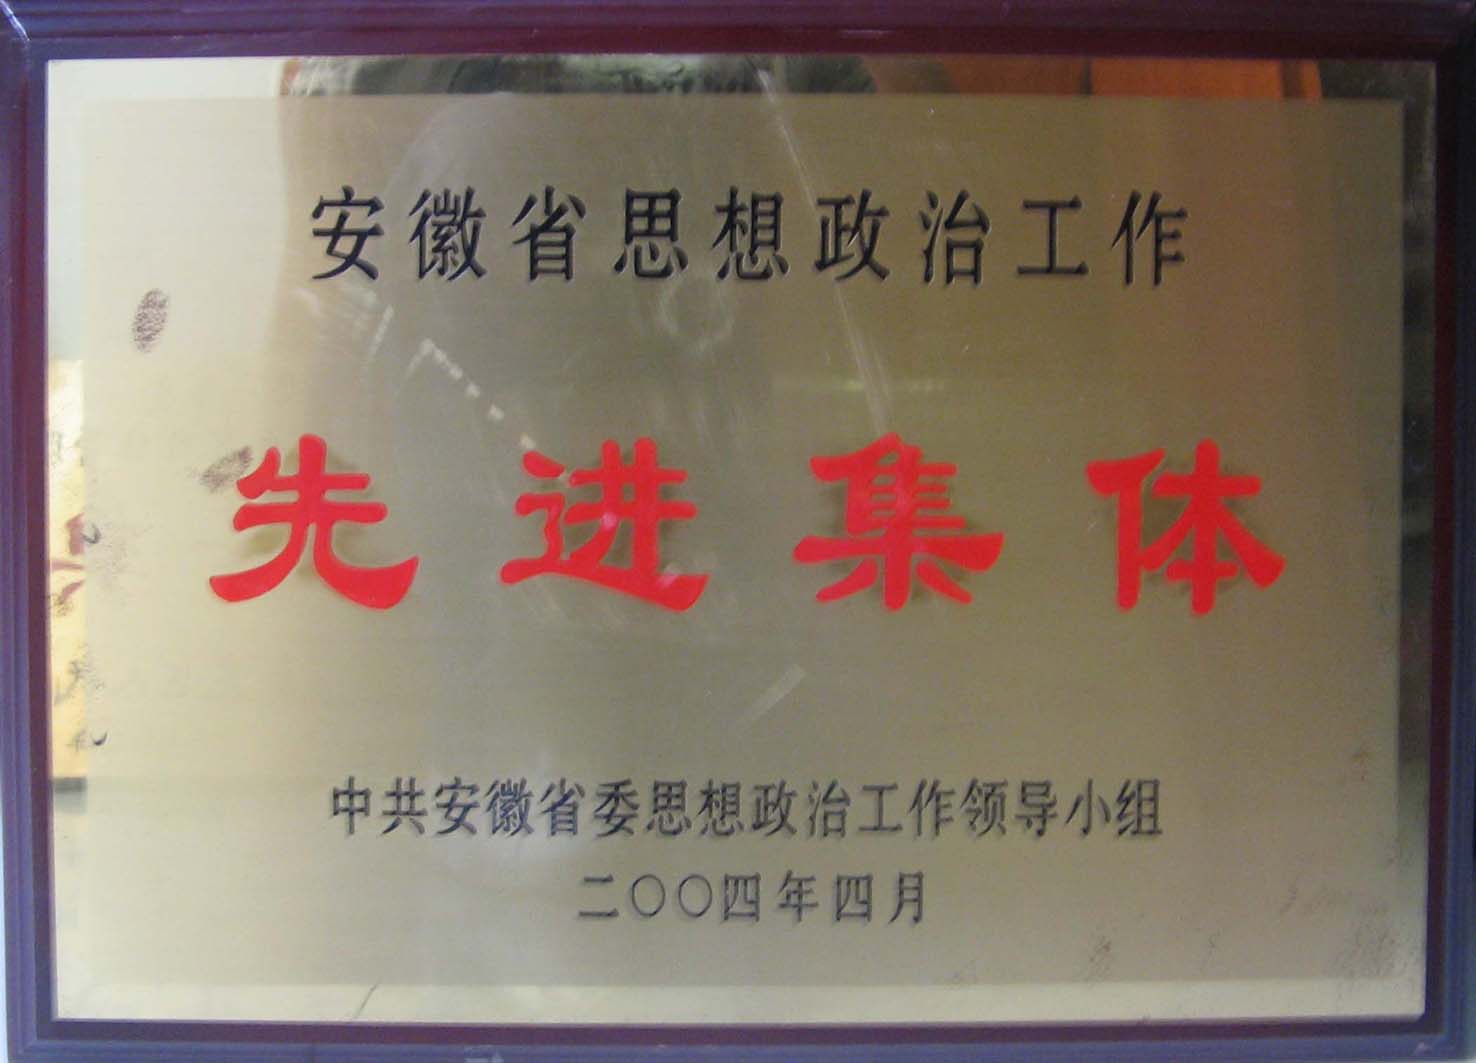 安徽省思想政治工作
先进集体
中共安徽省委思想政治工作领导小组
二〇〇四年四月